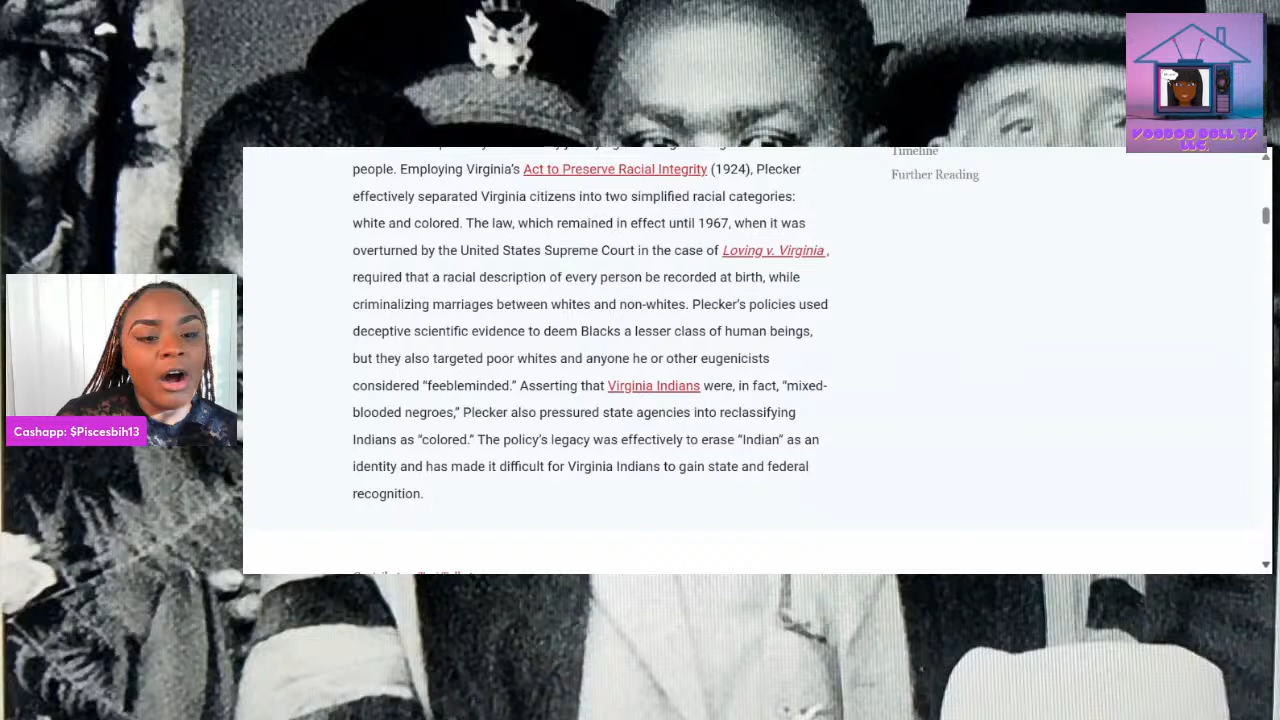 people. Employing Virginia's Act to Preserve Racial Integrity (1924), Plecker
effectively separated Virginia citizens into two simplified racial categories:
white and colored. The law, which remained in effect until 1967, when it was
overturned by the United States Supreme Court in the case of Loving v. Virginia ,
required that a racial description of every person be recorded at birth, while
criminalizing marriages between whites and non-whites. Plecker's policies used
deceptive scientific evidence to deem Blacks a lesser class of human beings,
but they also targeted poor whites and anyone he or other eugenicists
considered “feebleminded.” Asserting that Virginia Indians were, in fact, “mixed-
blooded negroes,” Plecker also pressured state agencies into reclassifying
Indians as “colored.” The policy's legacy was effectively to erase “Indian” as an
identity and has made it difficult for Virginia Indians to gain state and federal
recognition.
Timeline
Further Reading
VOODOO DOLL TV
LLC.
Cashapp: $Piscesbih13